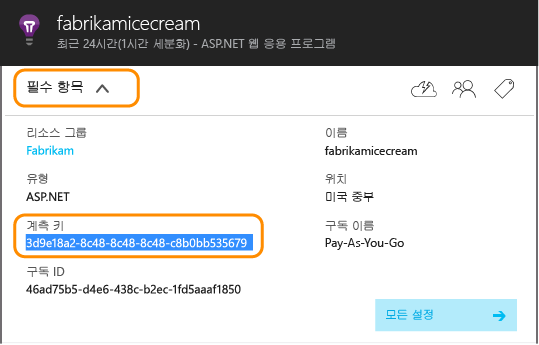 fabrikamicecream
최근 24시간(1시간 세분화) - ASP.NET 웹 응용 프로그램
필수 항목
리소스 그룹
Fabrikam
이름
fabrikamicecream
유형
ASP.NET
위치
미국 중부
계측 키
3d9e18a2-8c48-8c48-8c48-c8b0bb535679
구독 이름
Pay-As-You-Go
구독 ID
46ad75b5-d4e6-438c-b2ec-1fd5aaaf1850
모든 설정